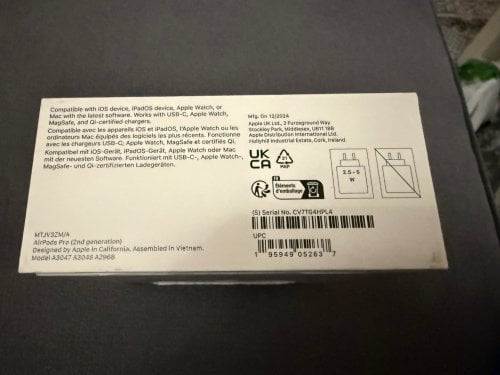 Compatible with iOS device, iPadOS device, Apple Watch, or
Mac with the latest software. Works with USB-C, Apple Watch,
MagSafe, and Qi-certified chargers.
Compatible avec les appareils iOS et iPadOS, l'Apple Watch ou les
ordinateurs Mac équipés des logiciels les plus récents. Fonctionne
avec les chargeurs USB-C, Apple Watch, MagSafe et certifiés Qi.
Kompatibel mit iOS-Gerät, iPadOS-Gerät, Apple Watch oder Mac
mit der neuesten Software. Funktioniert mit USB-C-, Apple Watch-,
MagSafe- und Qi-zertifizierten Ladegeräten.
MTJV3ZM/A
AirPods Pro (2nd generation)
Designed by Apple in California. Assembled in Vietnam.
Model A3047 A3048 A2968
Mfg. On 12/2024
Apple UK Ltd., 2 Furzeground Way
Stockley Park, Middlesex, UB11 1BB
Apple Distribution International Ltd.
Hollyhill Industrial Estate, Cork, Ireland.
UK
CA
21
PAP
FR
Éléments
d'emballage
2.5 - 5
W
(S) Serial No. CV7TG4HPL4
UPC
1 95949 05263 7